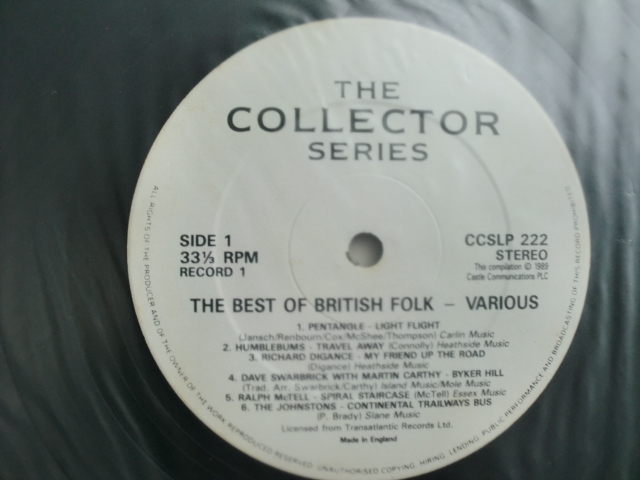 THE
COLLECTOR
SERIES
SIDE 1
33⅓ RPM
RECORD 1
CCSLP 222
STEREO
The compilation ℗ 1989
Castle Communications PLC
THE BEST OF BRITISH FOLK – VARIOUS
1. PENTANGLE - LIGHT FLIGHT
(Jansch/Renbourn/Cox/McShee/Thompson) Carlin Music
2. HUMBLEBUMS - TRAVEL AWAY (Connolly) Heathside Music
3. RICHARD DIGANCE - MY FRIEND UP THE ROAD
(Digance) Heathside Music
4. DAVE SWARBRICK WITH MARTIN CARTHY - BYKER HILL
(Trad. Arr. Swarbrick/Carthy) Island Music/Mole Music
5. RALPH McTELL - SPIRAL STAIRCASE (McTell) Essex Music
6. THE JOHNSTONS - CONTINENTAL TRAILWAYS BUS
(P. Brady) Slane Music
Licensed from Transatlantic Records Ltd.
Made in England
ALL RIGHTS OF THE PRODUCER AND OF THE OWNER OF THE WORK REPRODUCED RESERVED. UNAUTHORISED COPYING, HIRING, LENDING, PUBLIC PERFORMANCE AND BROADCASTING OF THIS RECORD PROHIBITED